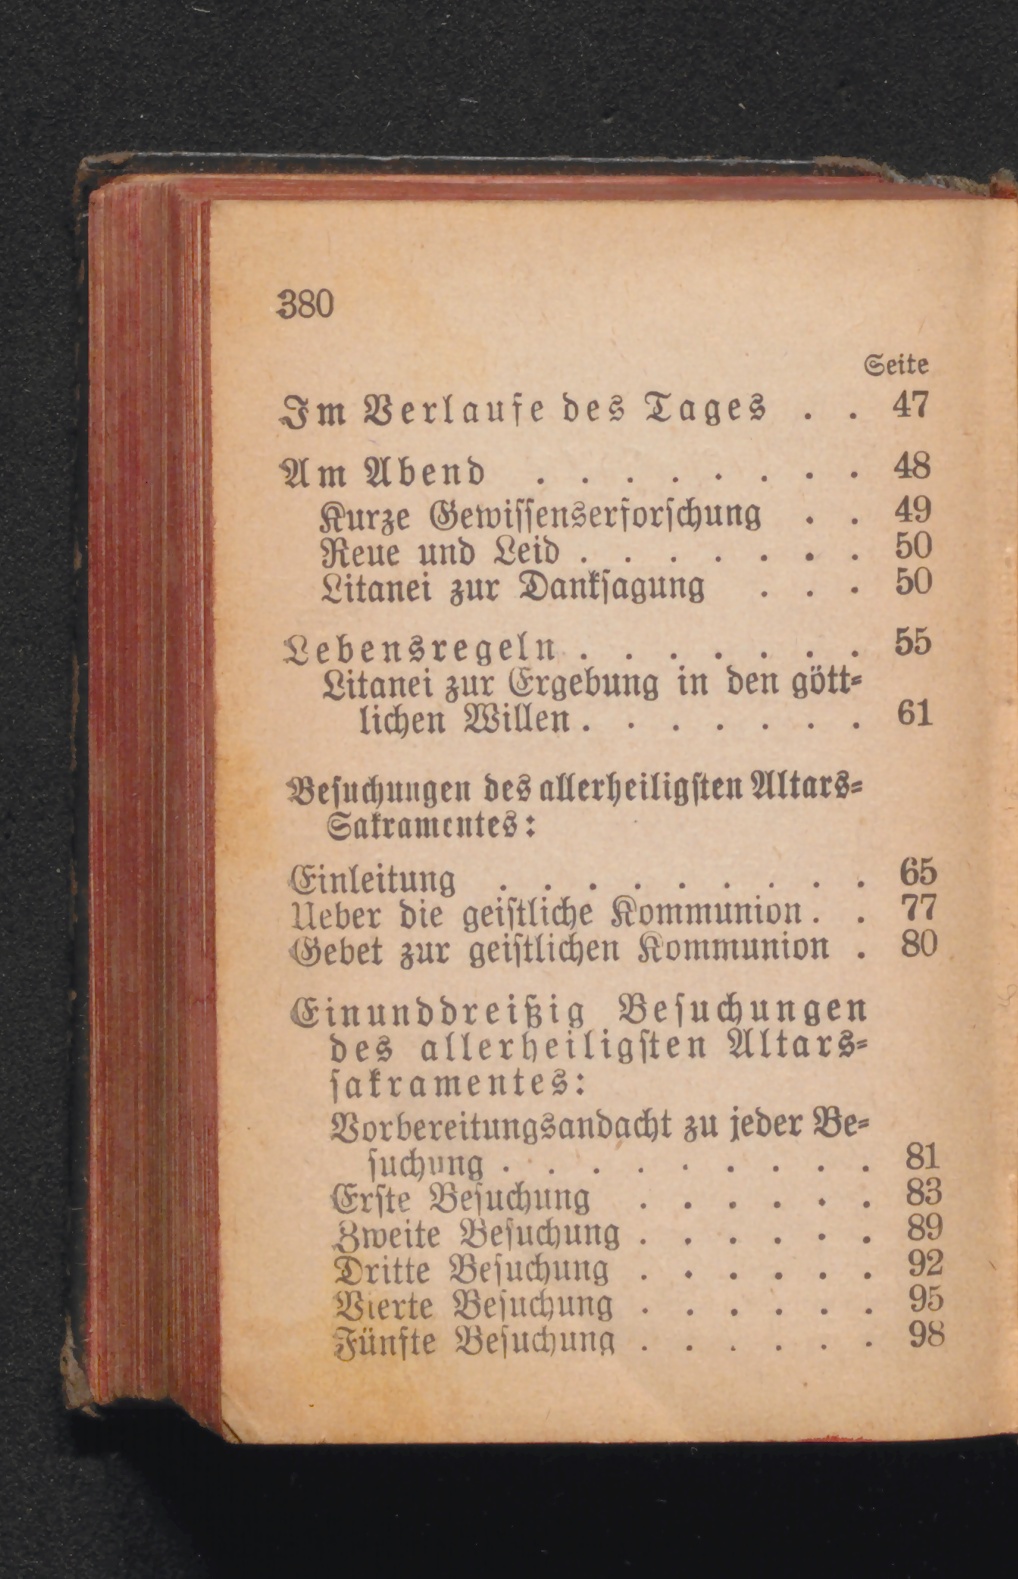 380
Seite
Im Verlaufe des Tages . . 47
Am Abend . . . . . . . . 48
Kurze Gewissenserforschung . . 49
Reue und Leid . . . . . . . 50
Litanei zur Danksagung . . . 50
Lebensregeln . . . . . . . 55
Litanei zur Ergebung in den gött-
lichen Willen . . . . . . . 61
Besuchungen des allerheiligsten Altars-
Sakramentes:
Einleitung . . . . . . . . . 65
Ueber die geistliche Kommunion . . 77
Gebet zur geistlichen Kommunion . 80
Einunddreißig Besuchungen
des allerheiligsten Altars-
sakramentes:
Vorbereitungsandacht zu jeder Be-
suchung . . . . . . . . . 81
Erste Besuchung . . . . . . 83
Zweite Besuchung . . . . . . 89
Dritte Besuchung . . . . . . 92
Vierte Besuchung . . . . . . 95
Fünfte Besuchung . . . . . . 98